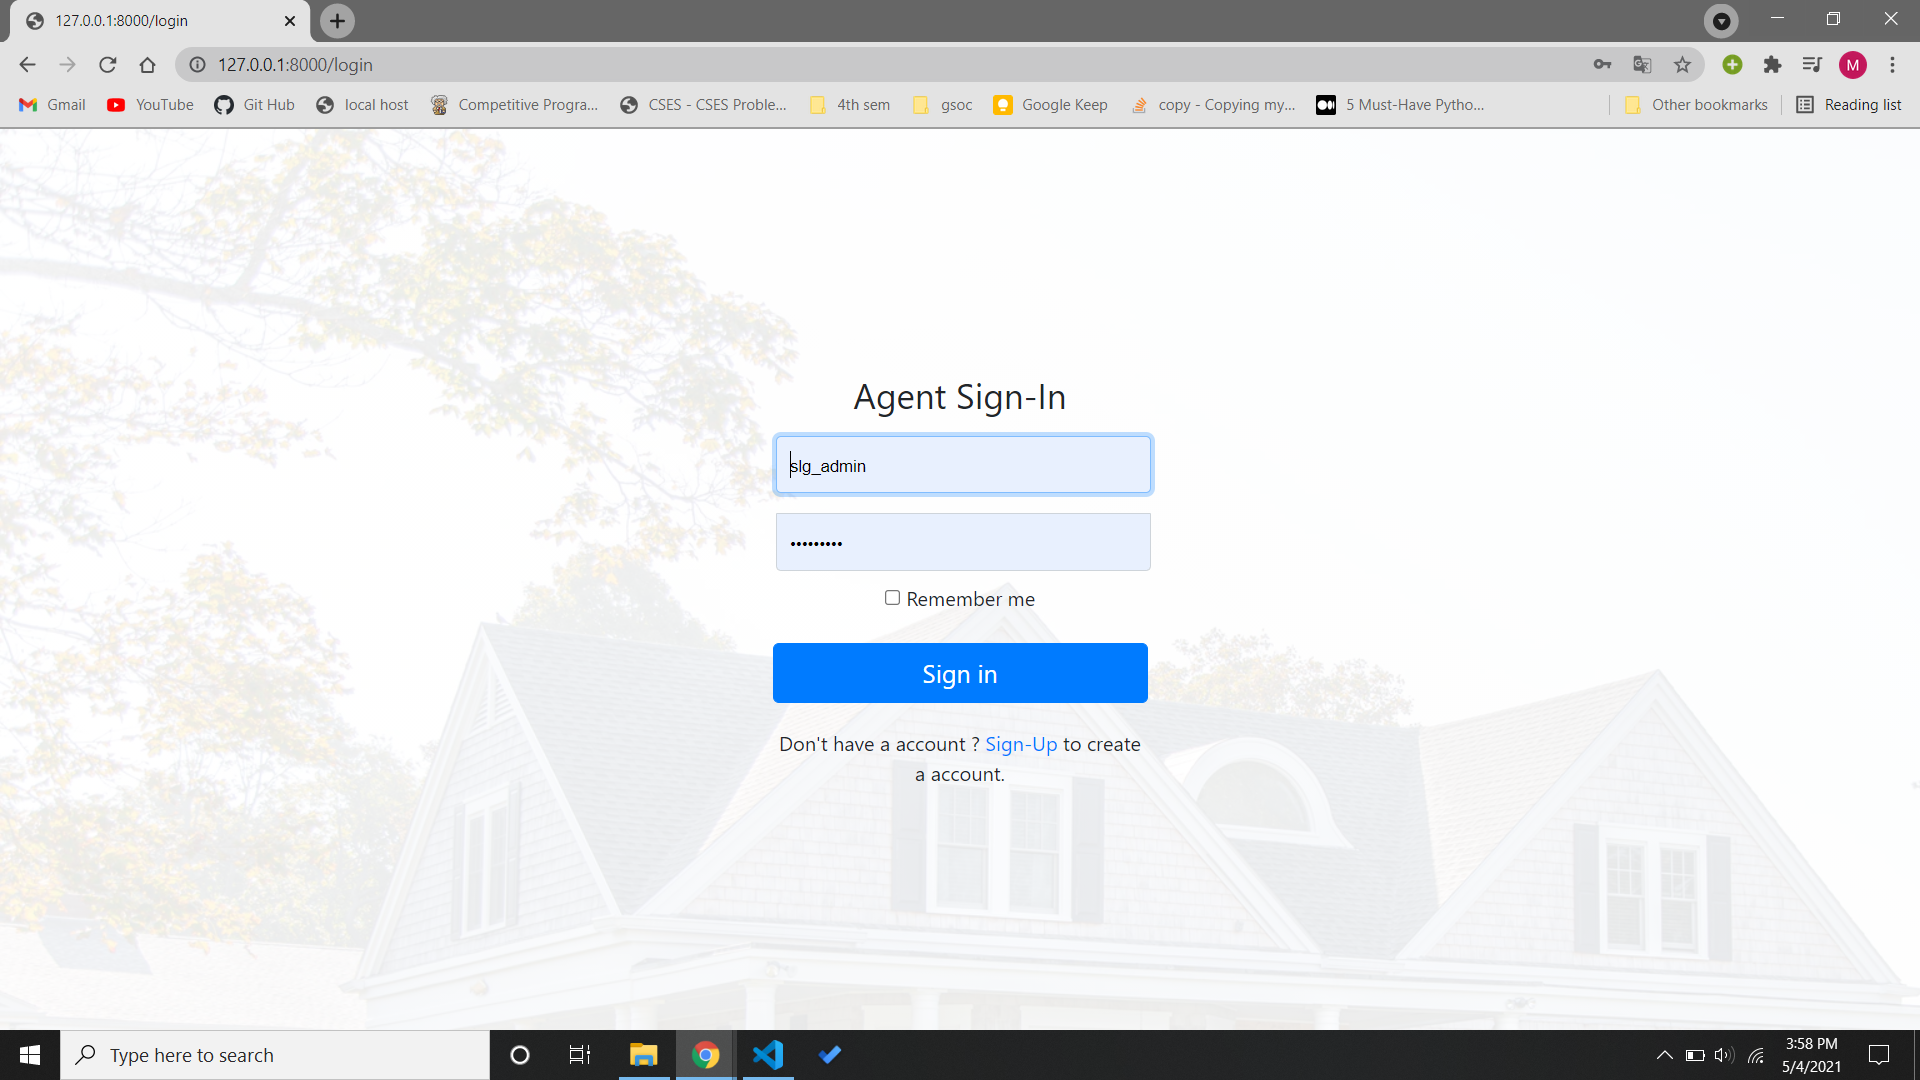 127.0.0.1:8000/login
127.0.0.1:8000/login
M
Gmail YouTube Git Hub local host Competitive Progra... CSES - CSES Proble... 4th sem gsoc Google Keep copy - Copying my... 5 Must-Have Pytho... Other bookmarks Reading list
Agent Sign-In
slg_admin
•••••••••
Remember me
Sign in
Don't have a account ? Sign-Up to create
a account.
Type here to search
3:58 PM
5/4/2021